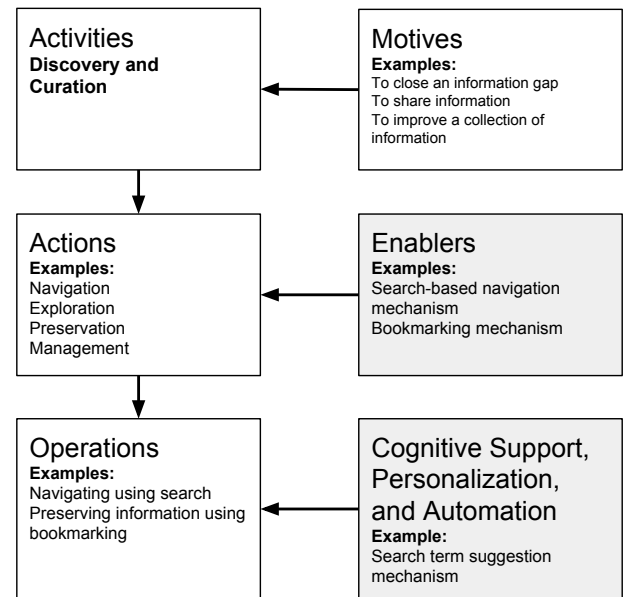 Activities
Discovery and
Curation
Motives
Examples:
To close an information gap
To share information
To improve a collection of
information
Actions
Examples:
Navigation
Exploration
Preservation
Management
Enablers
Examples:
Search-based navigation
mechanism
Bookmarking mechanism
Operations
Examples:
Navigating using search
Preserving information using
bookmarking
Cognitive Support,
Personalization,
and Automation
Example:
Search term suggestion
mechanism